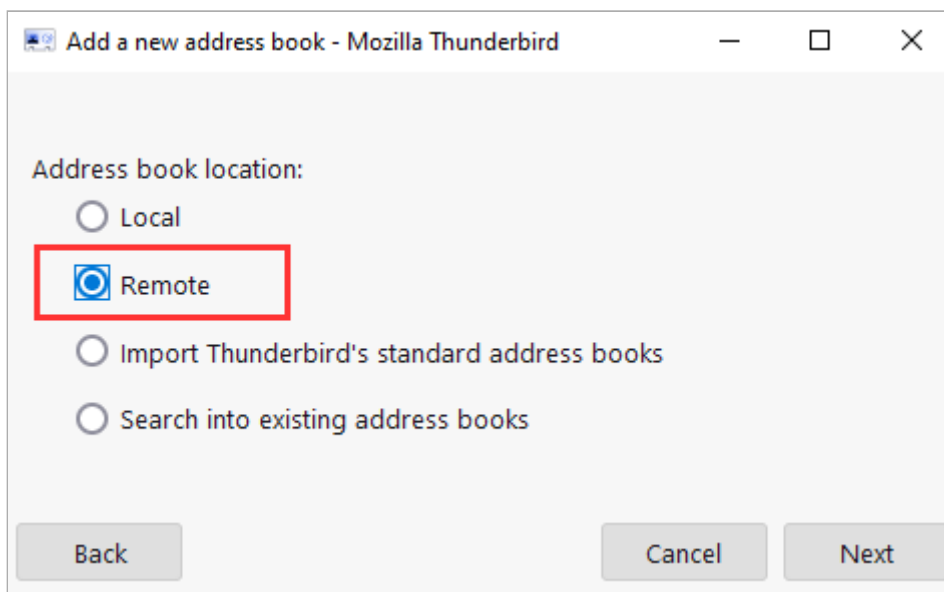 Add a new address book - Mozilla Thunderbird
Address book location:
Local
Remote
Import Thunderbird's standard address books
Search into existing address books
Back Cancel Next